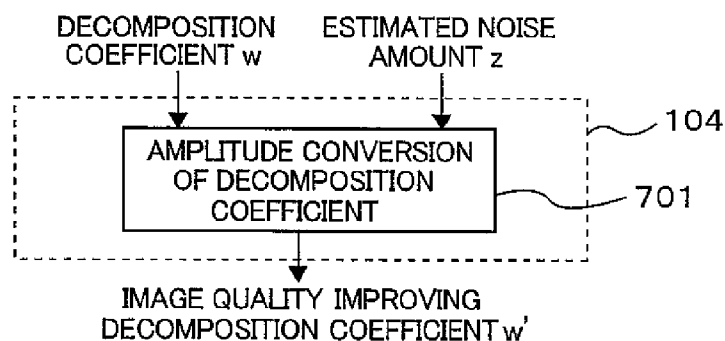 DECOMPOSITION
COEFFICIENT w
ESTIMATED NOISE
AMOUNT z
104
AMPLITUDE CONVERSION
OF DECOMPOSITION
COEFFICIENT
701
IMAGE QUALITY IMPROVING
DECOMPOSITION COEFFICIENT w'